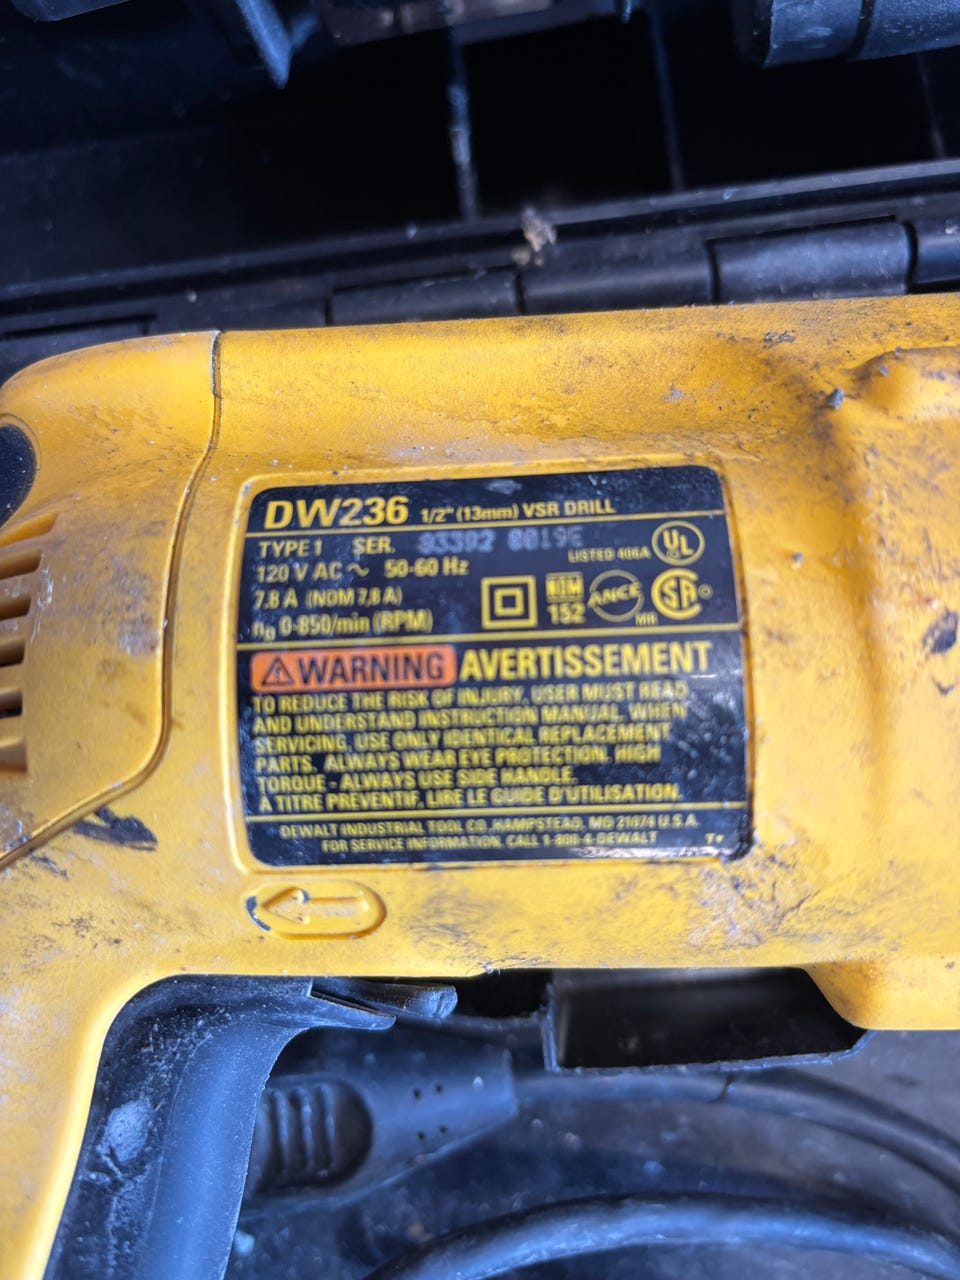 DW236 1/2" (13mm) VSR DRILL
TYPE 1 SER.
LISTED 406A UL
120 V AC ~ 50-60 Hz
7.8 A (NOM 7,8 A)
NOM
152
ANCE
MH
SA
n₀ 0-850/min (RPM)
⚠WARNING AVERTISSEMENT
TO REDUCE THE RISK OF INJURY, USER MUST READ
AND UNDERSTAND INSTRUCTION MANUAL. WHEN
SERVICING, USE ONLY IDENTICAL REPLACEMENT
PARTS. ALWAYS WEAR EYE PROTECTION. HIGH
TORQUE - ALWAYS USE SIDE HANDLE.
À TITRE PRÉVENTIF, LIRE LE GUIDE D'UTILISATION.
DEWALT INDUSTRIAL TOOL CO., HAMPSTEAD, MD 21074 U.S.A.
FOR SERVICE INFORMATION, CALL 1-800-4-DEWALT